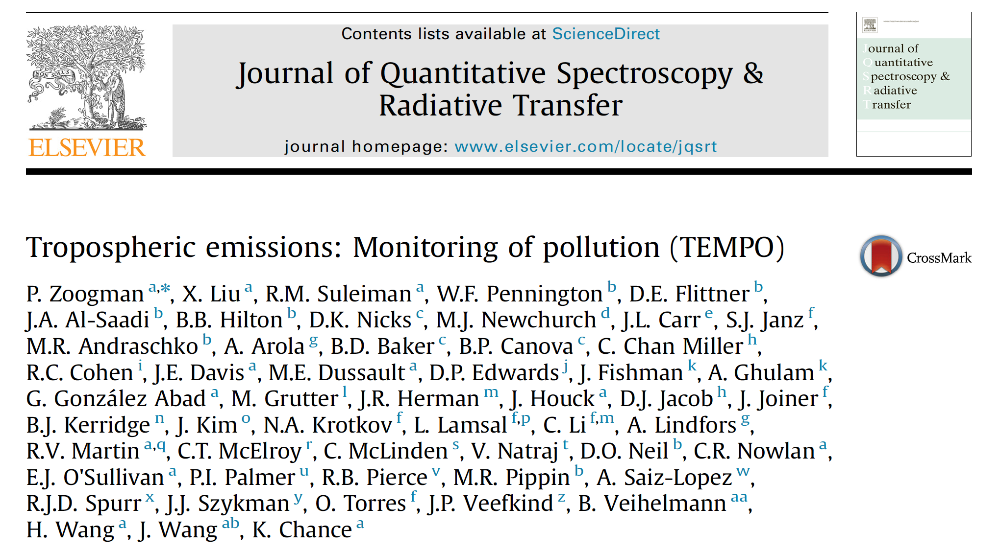 NON SOLUS
ELSEVIER
Contents lists available at ScienceDirect
Journal of Quantitative Spectroscopy &
Radiative Transfer
journal homepage: www.elsevier.com/locate/jqsrt
ELSEVIER
Journal of
Quantitative
Spectroscopy &
Radiative
Transfer
Tropospheric emissions: Monitoring of pollution (TEMPO)
CrossMark
P. Zoogman a,*, X. Liu a, R.M. Suleiman a, W.F. Pennington b, D.E. Flittner b,
J.A. Al-Saadi b, B.B. Hilton b, D.K. Nicks c, M.J. Newchurch d, J.L. Carr e, S.J. Janz f,
M.R. Andraschko b, A. Arola g, B.D. Baker c, B.P. Canova c, C. Chan Miller h,
R.C. Cohen i, J.E. Davis a, M.E. Dussault a, D.P. Edwards j, J. Fishman k, A. Ghulam k,
G. González Abad a, M. Grutter l, J.R. Herman m, J. Houck a, D.J. Jacob h, J. Joiner f,
B.J. Kerridge n, J. Kim o, N.A. Krotkov f, L. Lamsal f,p, C. Li f,m, A. Lindfors g,
R.V. Martin a,q, C.T. McElroy r, C. McLinden s, V. Natraj t, D.O. Neil b, C.R. Nowlan a,
E.J. O'Sullivan a, P.I. Palmer u, R.B. Pierce v, M.R. Pippin b, A. Saiz-Lopez w,
R.J.D. Spurr x, J.J. Szykman y, O. Torres f, J.P. Veefkind z, B. Veihelmann aa,
H. Wang a, J. Wang ab, K. Chance a